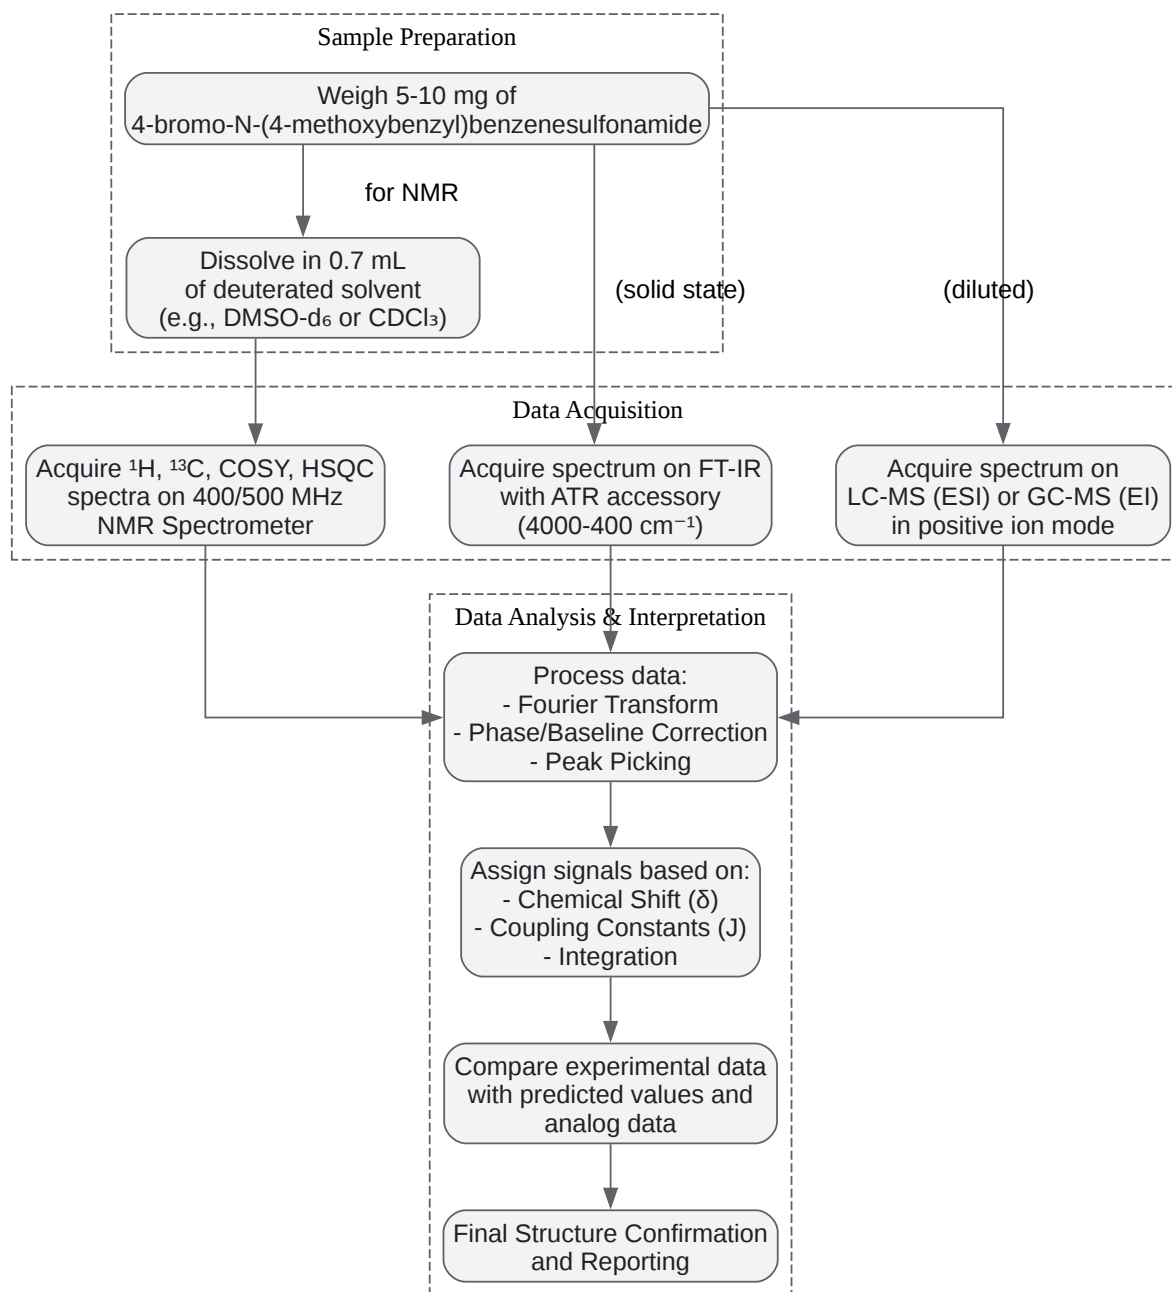 Sample Preparation
Weigh 5-10 mg of
4-bromo-N-(4-methoxybenzyl)benzenesulfonamide
for NMR
Dissolve in 0.7 mL
of deuterated solvent
(e.g., DMSO-d₆ or CDCl₃)
(solid state)
(diluted)
Data Acquisition
Acquire ¹H, ¹³C, COSY, HSQC
spectra on 400/500 MHz
NMR Spectrometer
Acquire spectrum on FT-IR
with ATR accessory
(4000-400 cm⁻¹)
Acquire spectrum on
LC-MS (ESI) or GC-MS (EI)
in positive ion mode
Data Analysis & Interpretation
Process data:
- Fourier Transform
- Phase/Baseline Correction
- Peak Picking
Assign signals based on:
- Chemical Shift (δ)
- Coupling Constants (J)
- Integration
Compare experimental data
with predicted values and
analog data
Final Structure Confirmation
and Reporting